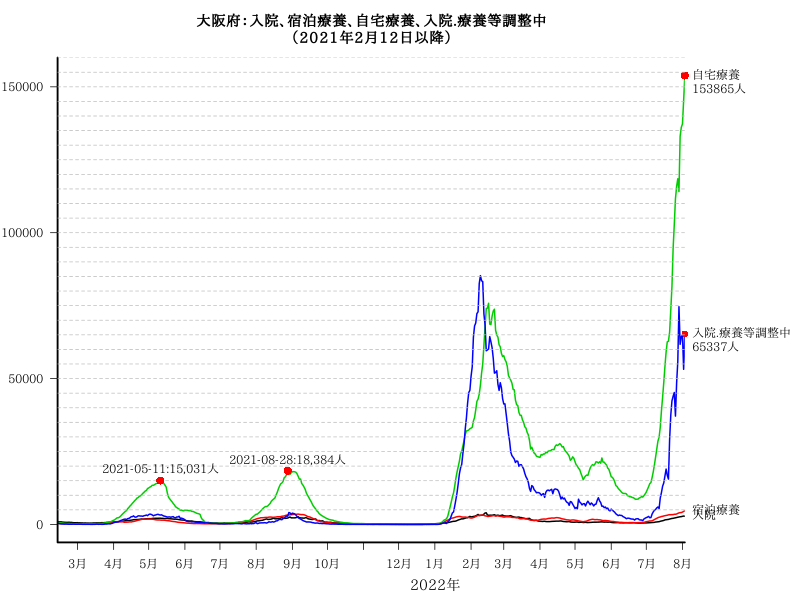 大阪府：入院、宿泊療養、自宅療養、入院.療養等調整中
（2021年2月12日以降）
150000
100000
50000
0
自宅療養
153865人
入院.療養等調整中
65337人
2021-05-11:15,031人
2021-08-28:18,384人
宿泊療養
入院
3月 4月 5月 6月 7月 8月 9月 10月 12月 1月 2月 3月 4月 5月 6月 7月 8月
2022年